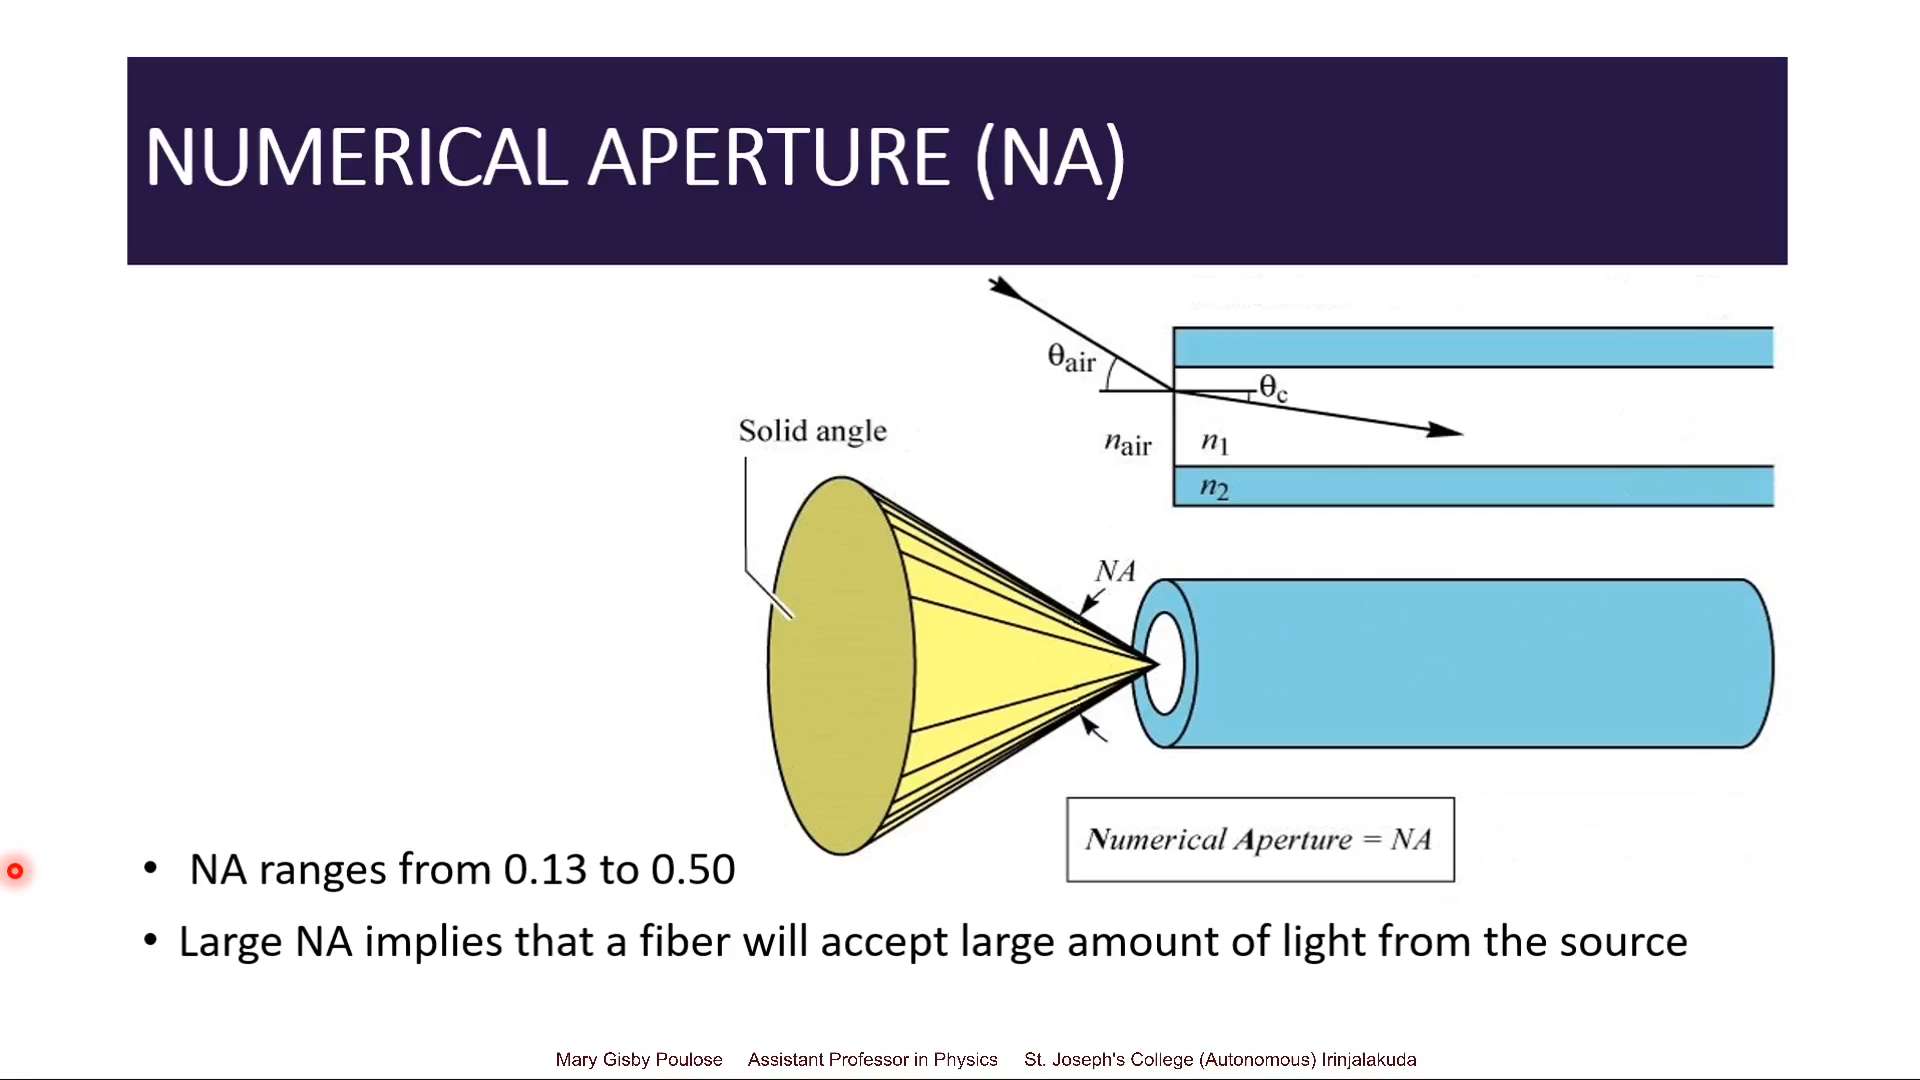 NUMERICAL APERTURE (NA)
θair
θc
Solid angle
nair
n1
n2
NA
Numerical Aperture = NA
• NA ranges from 0.13 to 0.50
• Large NA implies that a fiber will accept large amount of light from the source
Mary Gisby Poulose Assistant Professor in Physics St. Joseph's College (Autonomous) Irinjalakuda